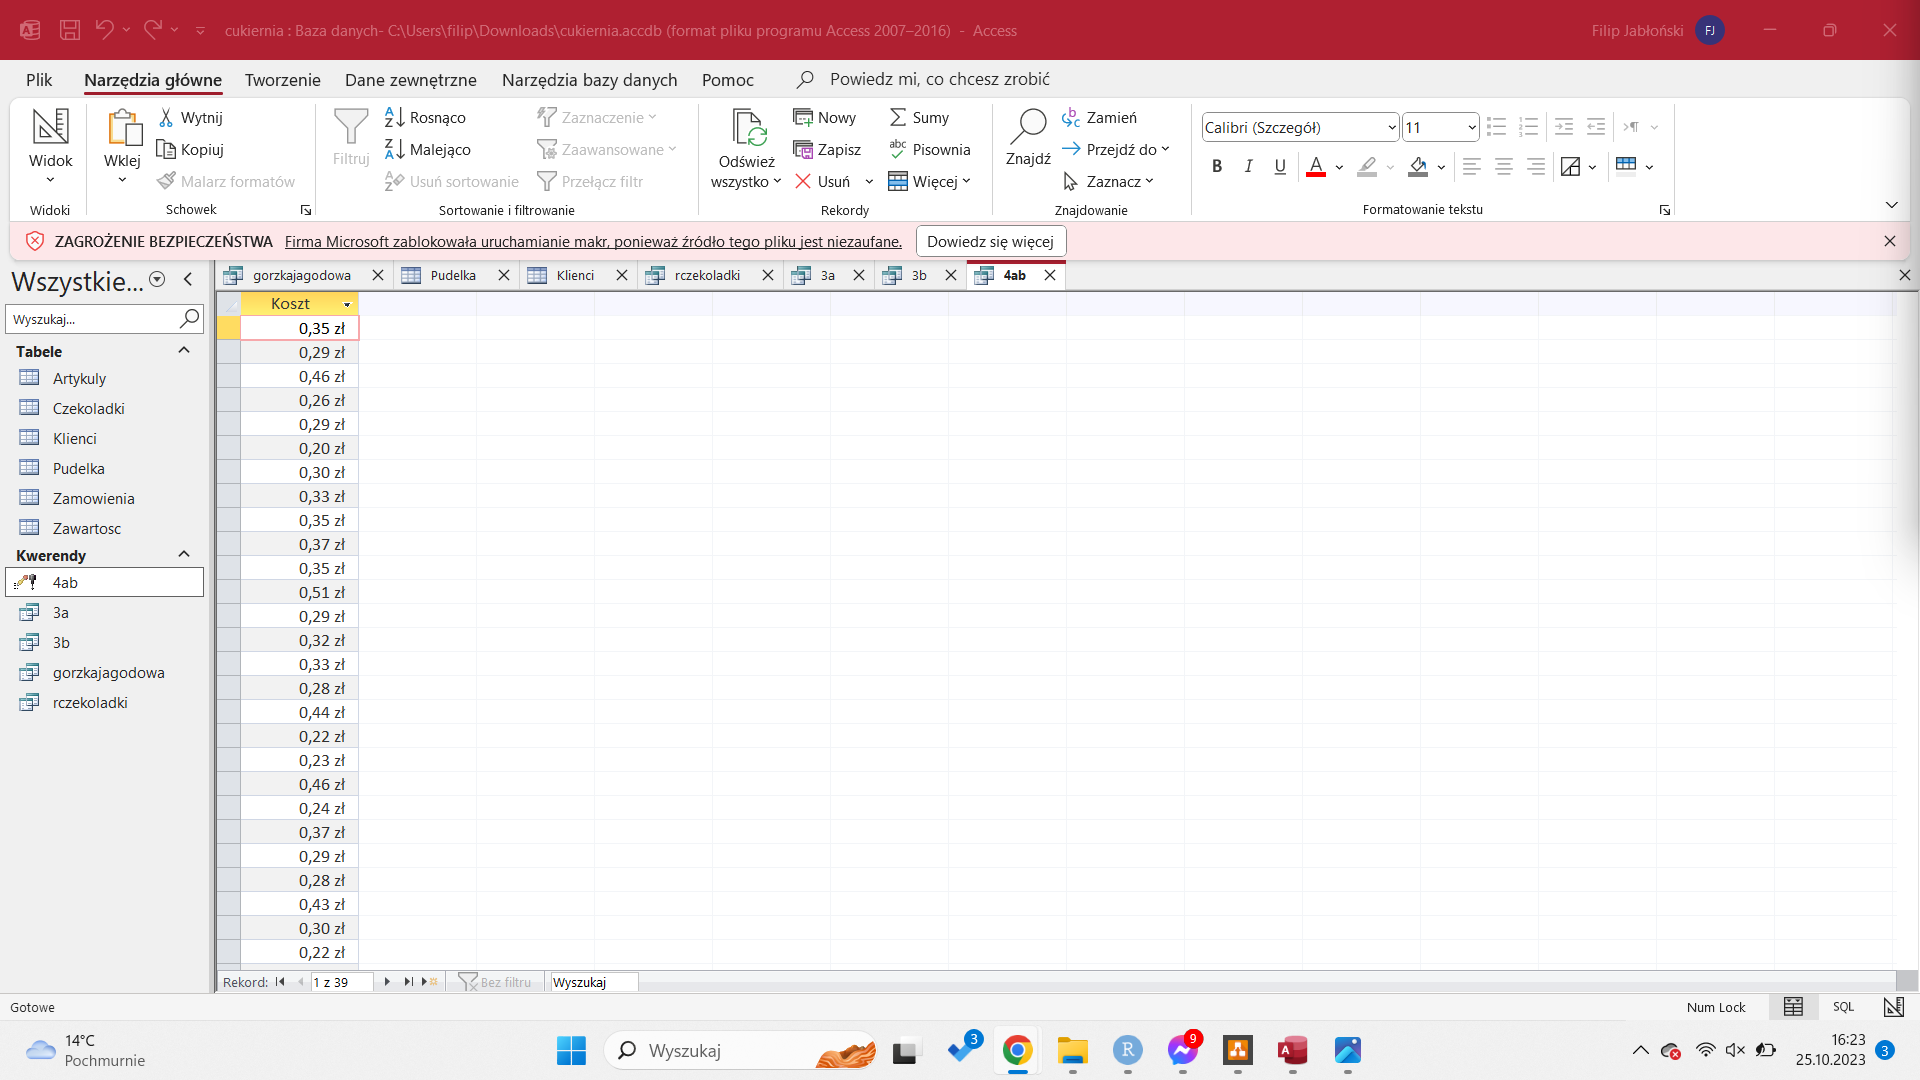 cukiernia : Baza danych- C:\Users\filip\Downloads\cukiernia.accdb (format pliku programu Access 2007–2016)  -  Access
Filip Jabłoński
FJ
Plik
Narzędzia główne
Tworzenie
Dane zewnętrzne
Narzędzia bazy danych
Pomoc
Powiedz mi, co chcesz zrobić
Widok
Widoki
Wklej
Wytnij
Kopiuj
Malarz formatów
Schowek
Filtruj
Rosnąco
Malejąco
Usuń sortowanie
Zaznaczenie
Zaawansowane
Przełącz filtr
Sortowanie i filtrowanie
Odśwież
wszystko
Nowy
Zapisz
Usuń
Sumy
Pisownia
Więcej
Rekordy
Znajdź
Zamień
Przejdź do
Zaznacz
Znajdowanie
Calibri (Szczegół)
11
B
I
U
A
Formatowanie tekstu
ZAGROŻENIE BEZPIECZEŃSTWA
Firma Microsoft zablokowała uruchamianie makr, ponieważ źródło tego pliku jest niezaufane.
Dowiedz się więcej
Wszystkie...
Wyszukaj...
Tabele
Artykuly
Czekoladki
Klienci
Pudelka
Zamowienia
Zawartosc
Kwerendy
4ab
3a
3b
gorzkajagodowa
rczekoladki
gorzkajagodowa
Pudelka
Klienci
rczekoladki
3a
3b
4ab
Koszt
0,35 zł
0,29 zł
0,46 zł
0,26 zł
0,29 zł
0,20 zł
0,30 zł
0,33 zł
0,35 zł
0,37 zł
0,35 zł
0,51 zł
0,29 zł
0,32 zł
0,33 zł
0,28 zł
0,44 zł
0,22 zł
0,23 zł
0,46 zł
0,24 zł
0,37 zł
0,29 zł
0,28 zł
0,43 zł
0,30 zł
0,22 zł
Rekord:
1 z 39
Bez filtru
Wyszukaj
Gotowe
Num Lock
SQL
14°C
Pochmurnie
Wyszukaj
3
R
9
A
16:23
25.10.2023
3